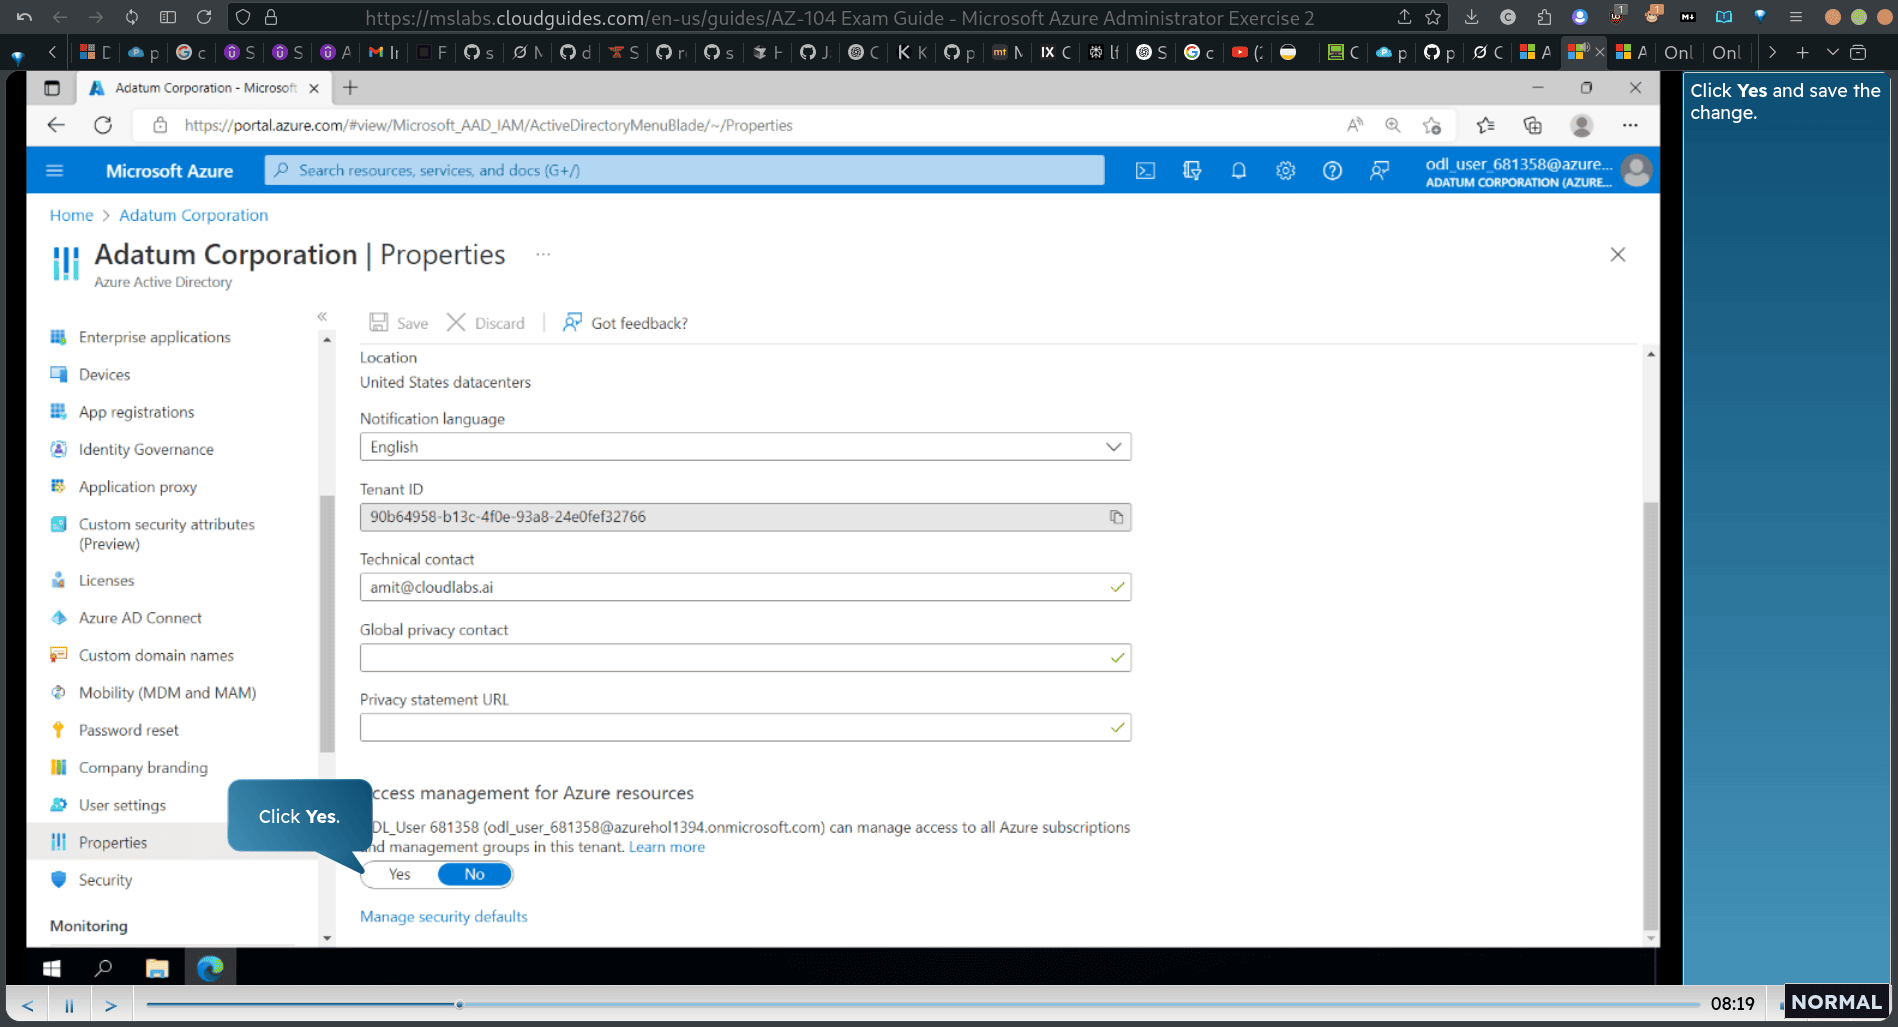 https://mslabs.cloudguides.com/en-us/guides/AZ-104 Exam Guide - Microsoft Azure Administrator Exercise 2
Adatum Corporation - Microsoft
https://portal.azure.com/#view/Microsoft_AAD_IAM/ActiveDirectoryMenuBlade/~/Properties
Microsoft Azure
Search resources, services, and docs (G+/)
odl_user_681358@azure...
ADATUM CORPORATION (AZURE...
Home > Adatum Corporation
Adatum Corporation | Properties ...
Azure Active Directory
Enterprise applications
Devices
App registrations
Identity Governance
Application proxy
Custom security attributes
(Preview)
Licenses
Azure AD Connect
Custom domain names
Mobility (MDM and MAM)
Password reset
Company branding
User settings
Properties
Security
Monitoring
Save Discard Got feedback?
Location
United States datacenters
Notification language
English
Tenant ID
90b64958-b13c-4f0e-93a8-24e0fef32766
Technical contact
amit@cloudlabs.ai
Global privacy contact
Privacy statement URL
ccess management for Azure resources
DL_User 681358 (odl_user_681358@azurehol1394.onmicrosoft.com) can manage access to all Azure subscriptions
nd management groups in this tenant. Learn more
Yes No
Manage security defaults
Click Yes.
Click Yes and save the
change.
08:19
NORMAL